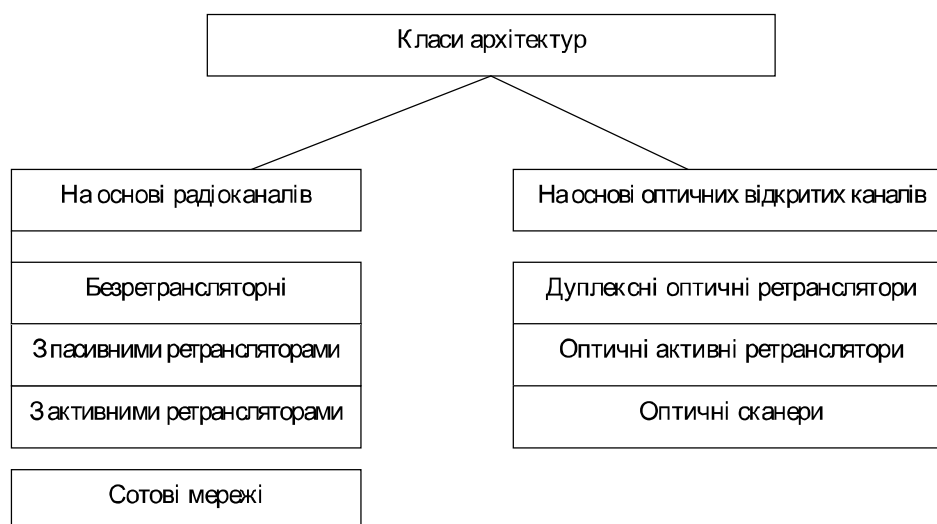 Класи архітектур
На основі радіоканалів
На основі оптичних відкритих каналів
Безретрансляторні
З пасивними ретрансляторами
З активними ретрансляторами
Сотові мережі
Дуплексні оптичні ретранслятори
Оптичні активні ретранслятори
Оптичні сканери